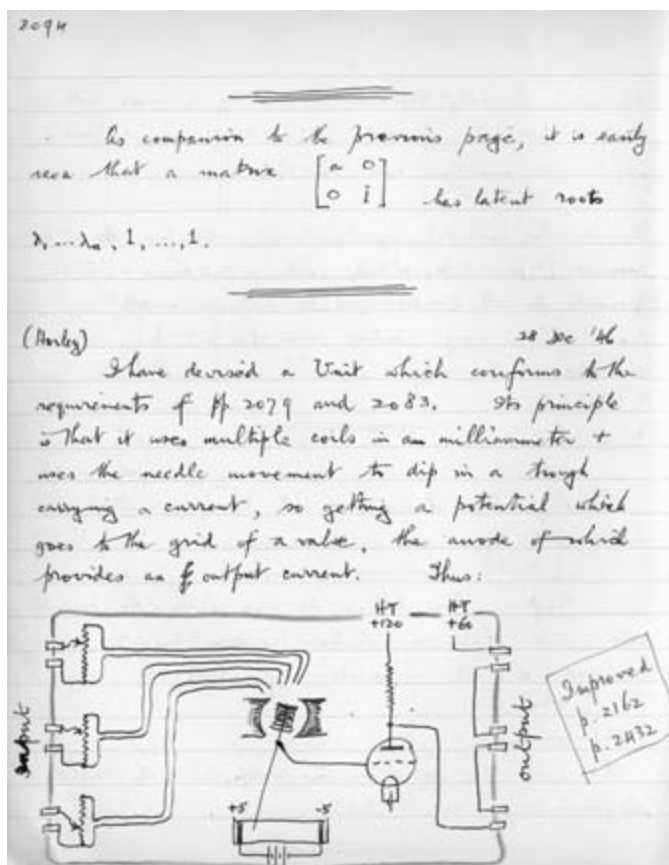 2094
As companion to the previous page, it is easily
seen that a matrix [a 0
0 1] has latent roots
λ, ... λn, 1, ..., 1.
28 Dec '46
I have devised a Unit which conforms to the
requirements of pp 2079 and 2083. Its principle
is that it uses multiple coils in a milliammeter +
uses the needle movement to dip in a trough
carrying a current, so getting a potential which
goes to the grid of a valve, the anode of which
provides an output current. Thus:
HT
+120
HT
+60
input
output
+5
-5
Improved
p. 2162
p. 2432